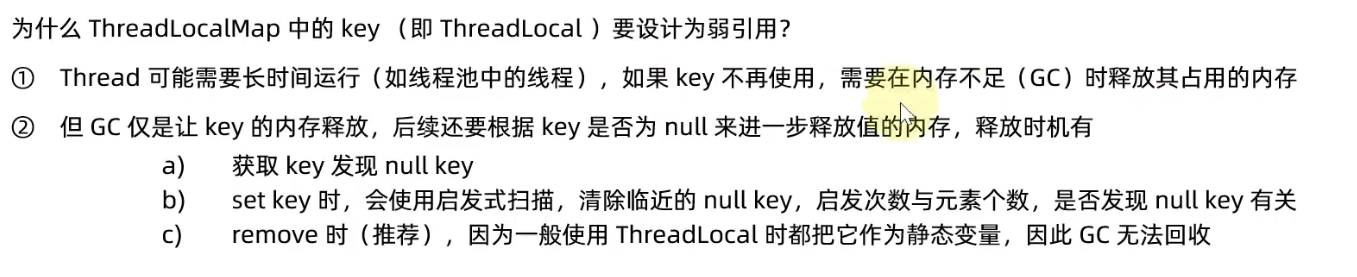 为什么 ThreadLocalMap 中的 key （即 ThreadLocal ）要设计为弱引用？
① Thread 可能需要长时间运行（如线程池中的线程），如果 key 不再使用，需要在内存不足（GC）时释放其占用的内存
② 但 GC 仅是让 key 的内存释放，后续还要根据 key 是否为 null 来进一步释放值的内存，释放时机有
a) 获取 key 发现 null key
b) set key 时，会使用启发式扫描，清除临近的 null key，启发次数与元素个数，是否发现 null key 有关
c) remove 时（推荐），因为一般使用 ThreadLocal 时都把它作为静态变量，因此 GC 无法回收